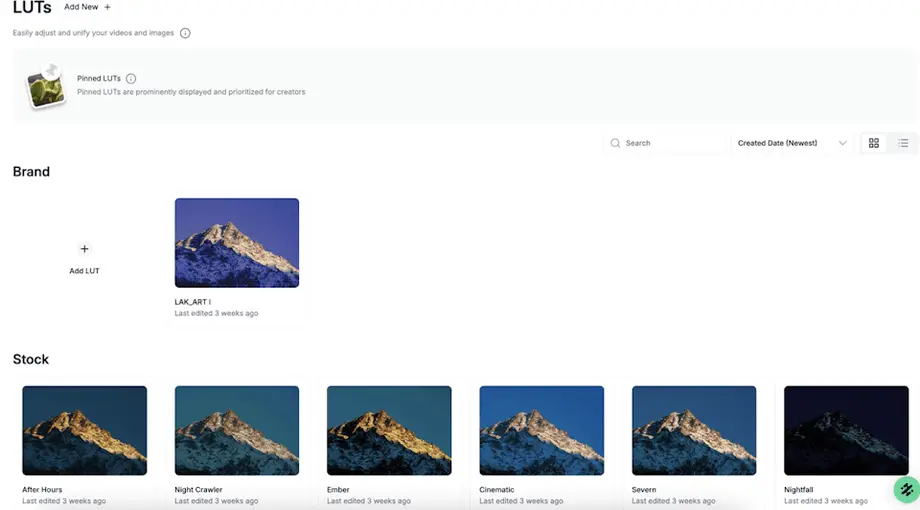 LUTs Add New +
Easily adjust and unify your videos and images
Pinned LUTs
Pinned LUTs are prominently displayed and prioritized for creators
Search Created Date (Newest)
Brand
+
Add LUT
LAK_ART I
Last edited 3 weeks ago
Stock
After Hours
Last edited 3 weeks ago
Night Crawler
Last edited 3 weeks ago
Ember
Last edited 3 weeks ago
Cinematic
Last edited 3 weeks ago
Severn
Last edited 3 weeks ago
Nightfall
Last edited 3 weeks ago